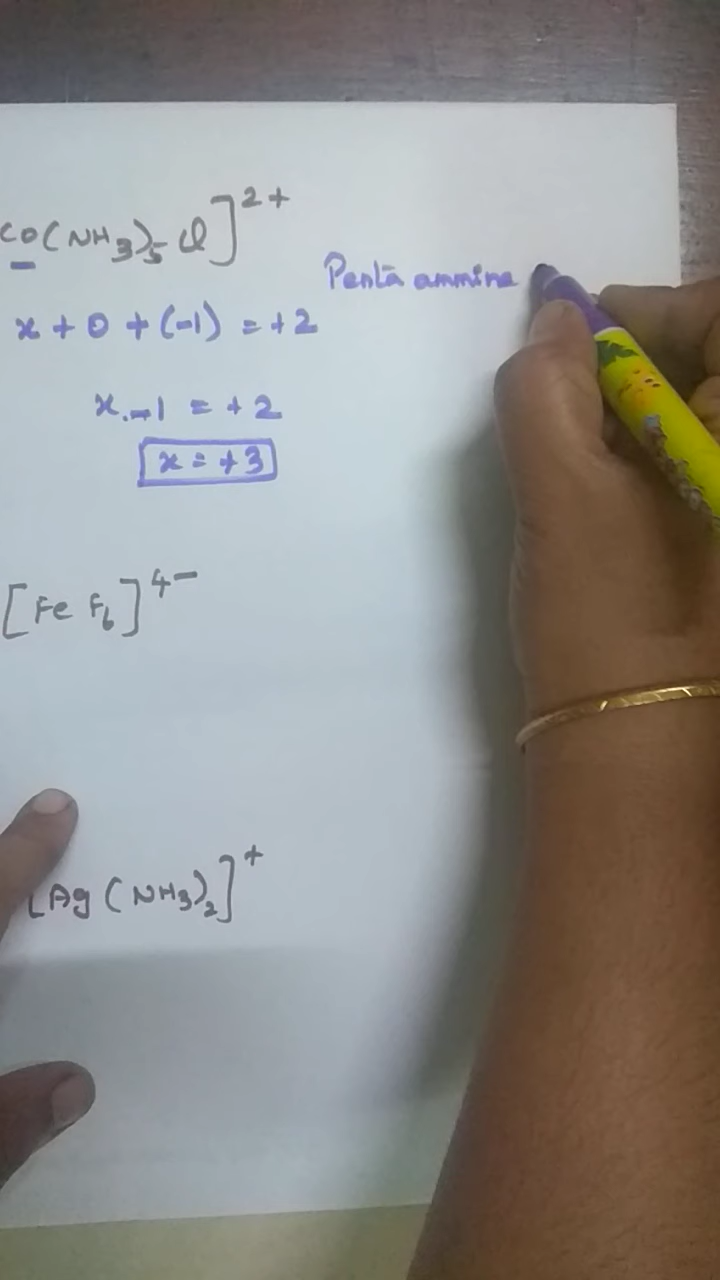 Co(NH3)5 Cl]2+
Penta ammine
x + 0 + (-1) = +2
x - 1 = +2
x = +3
[Fe F6]4-
[Ag (NH3)2]+